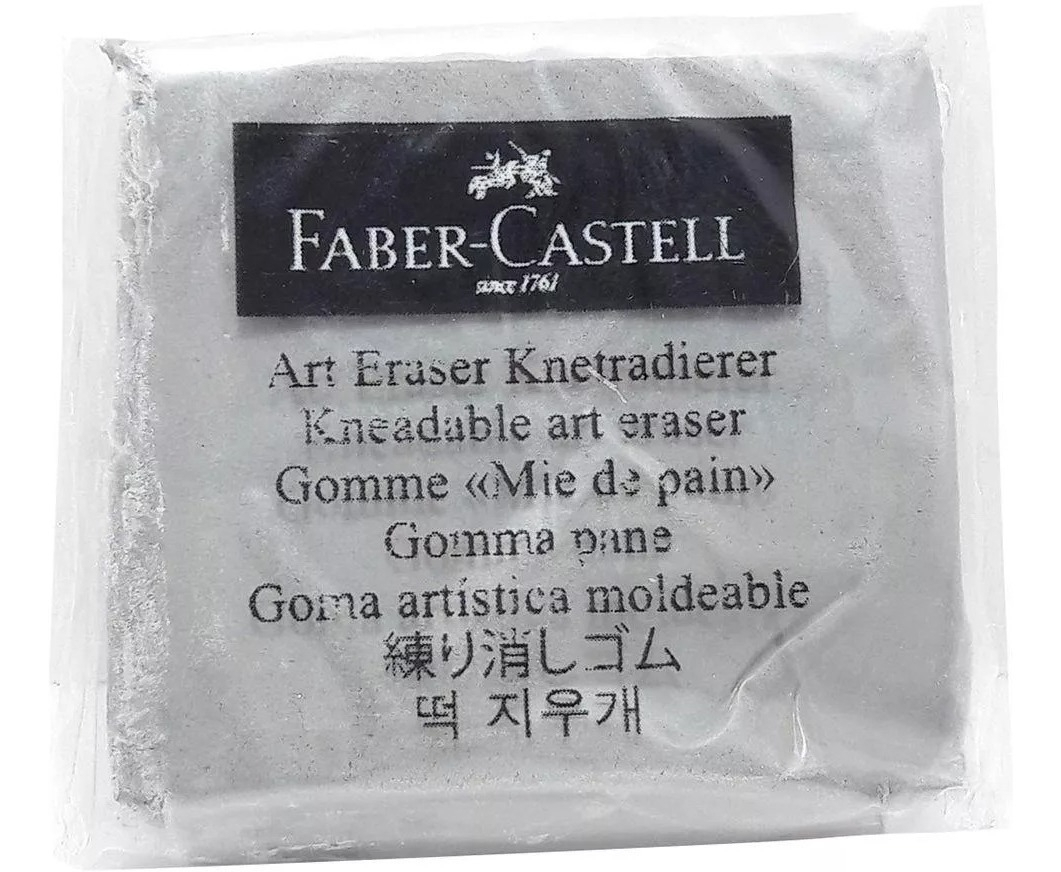 FABER-CASTELL
since 1761
Art Eraser Knetradierer
Kneadable art eraser
Gomme «Mie de pain»
Gomma pane
Goma artística moldeable
練り消しゴム
떡 지우개